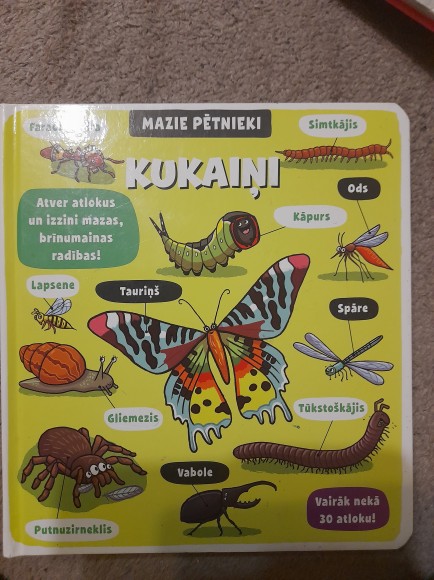 MAZIE PĒTNIEKI
Simtkājis
KUKAIŅI
Ods
Atver atlokus
un izzini mazas,
brīnumainas
radības!
Kāpurs
Lapsene
Tauriņš
Spāre
Gliemezis
Tūkstoškājis
Vabole
Vairāk nekā
30 atloku!
Putnuzirneklis